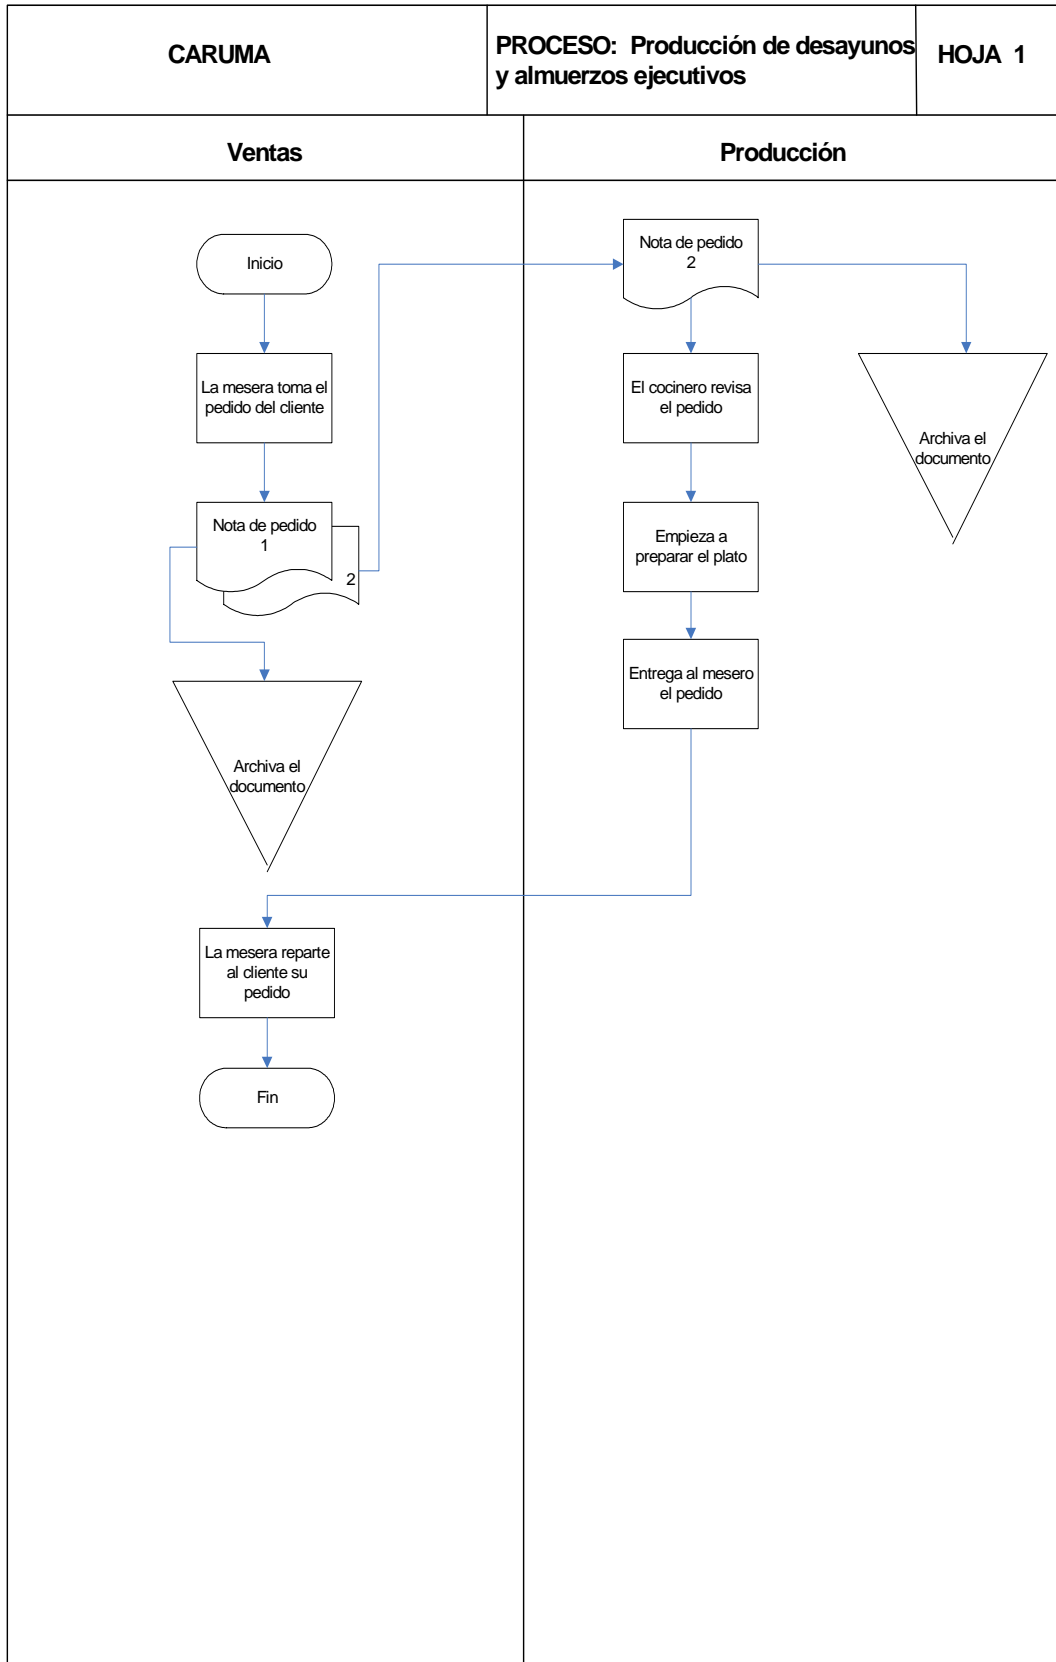 CARUMA
PROCESO: Producción de desayunos
y almuerzos ejecutivos
HOJA 1
Ventas
Producción
Inicio
La mesera toma el
pedido del cliente
Nota de pedido
1
2
Archiva el
documento
Nota de pedido
2
El cocinero revisa
el pedido
Archiva el
documento
Empieza a
preparar el plato
Entrega al mesero
el pedido
La mesera reparte
al cliente su
pedido
Fin